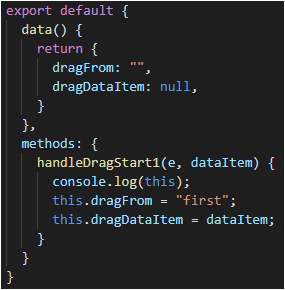 export default {
  data() {
    return {
      dragFrom: "",
      dragDataItem: null,
    }
  },
  methods: {
    handleDragStart1(e, dataItem) {
      console.log(this);
      this.dragFrom = "first";
      this.dragDataItem = dataItem;
    }
  }
}